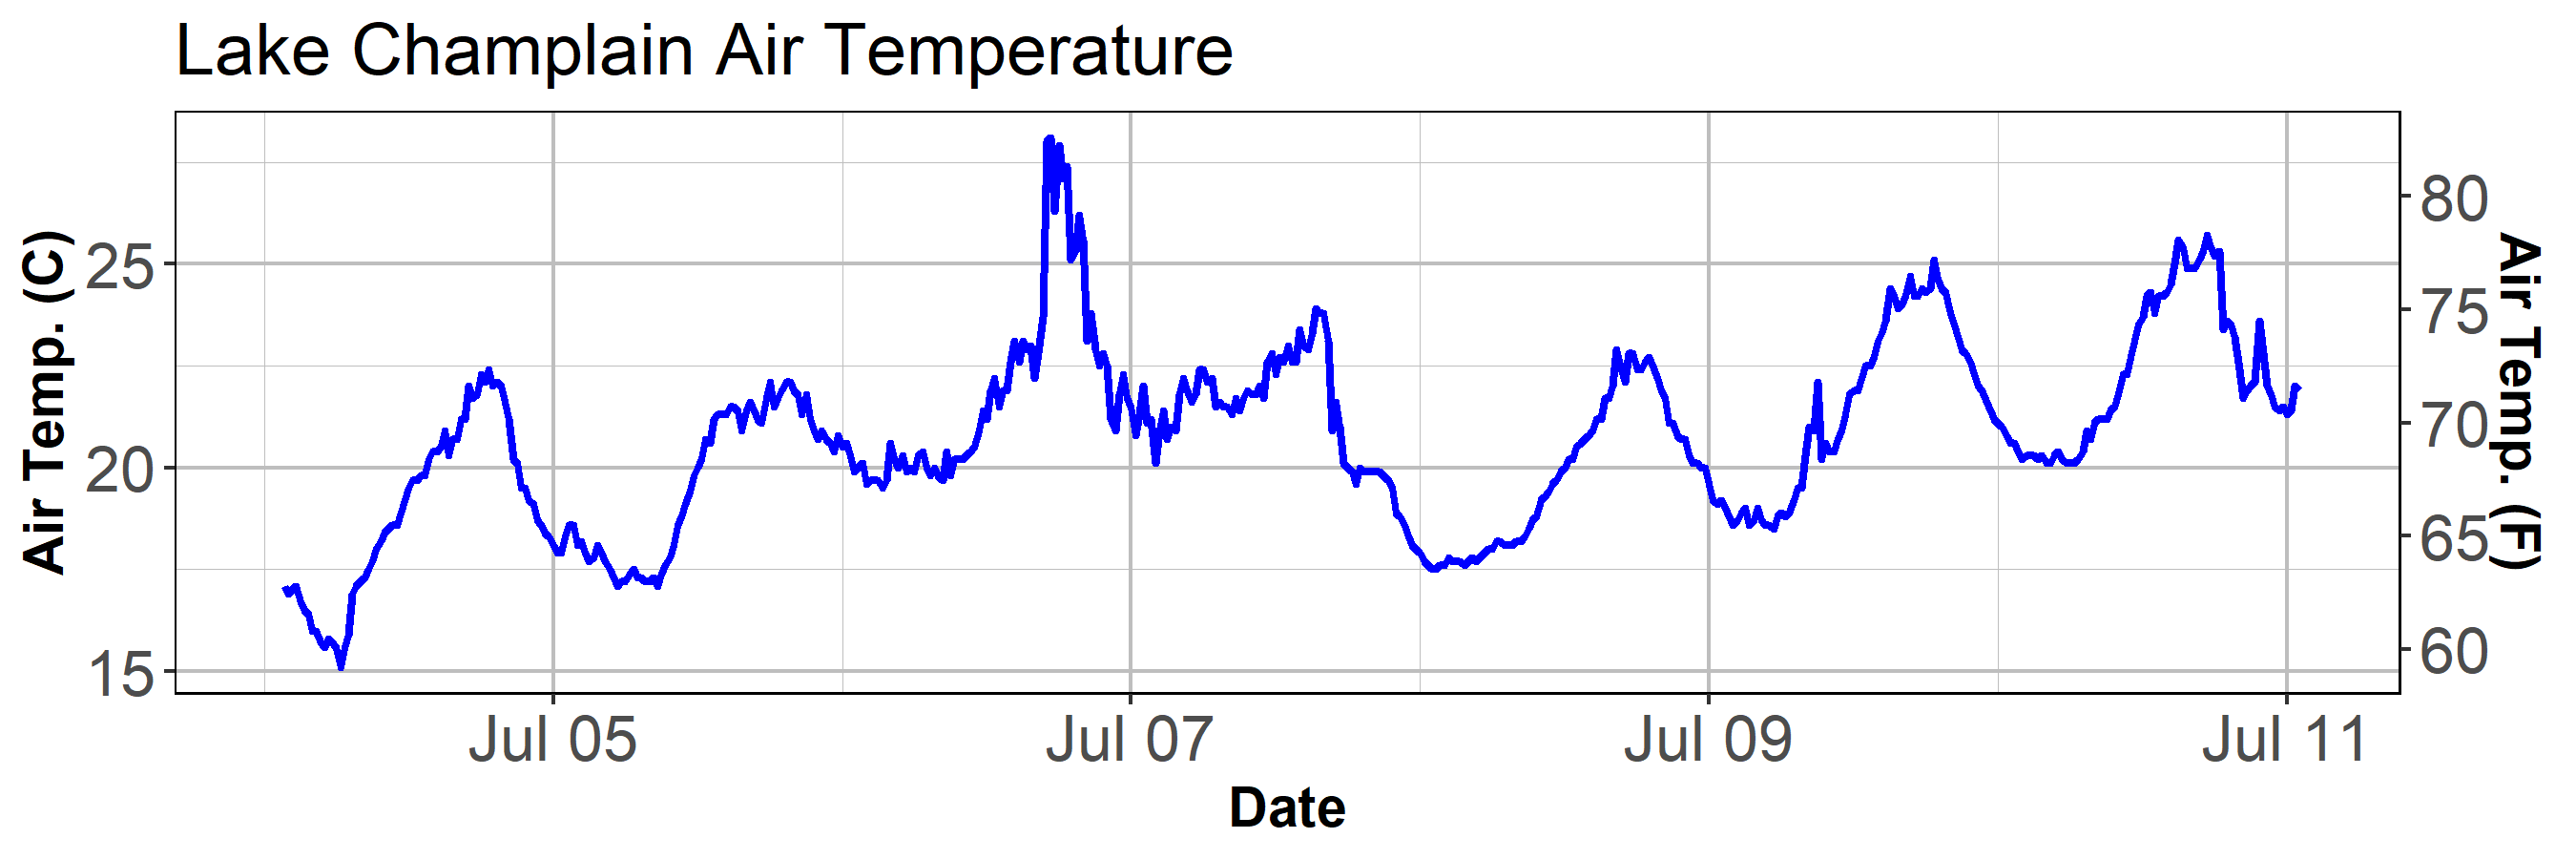 Lake Champlain Air Temperature
Air Temp. (C)
25
20
15
80
75
70
65
60
Air Temp. (F)
Jul 05
Jul 07
Jul 09
Jul 11
Date